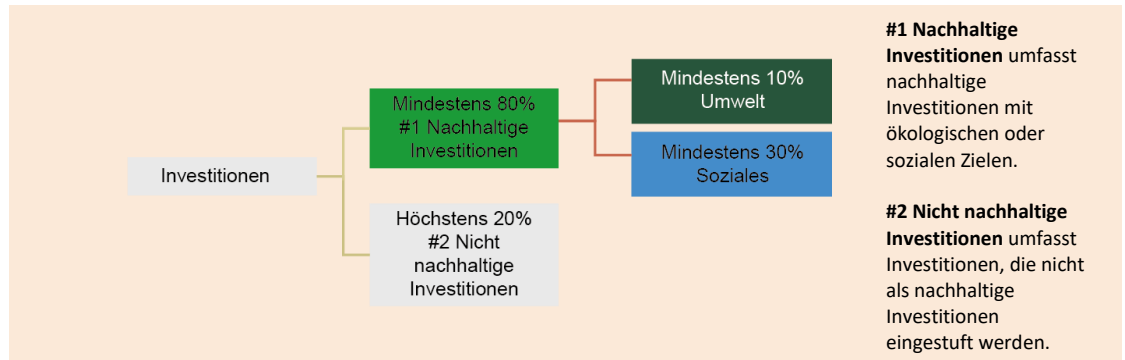 Investitionen
Mindestens 80%
#1 Nachhaltige
Investitionen
Höchstens 20%
#2 Nicht
nachhaltige
Investitionen
Mindestens 10%
Umwelt
Mindestens 30%
Soziales
#1 Nachhaltige
Investitionen umfasst
nachhaltige
Investitionen mit
ökologischen oder
sozialen Zielen.
#2 Nicht nachhaltige
Investitionen umfasst
Investitionen, die nicht
als nachhaltige
Investitionen
eingestuft werden.